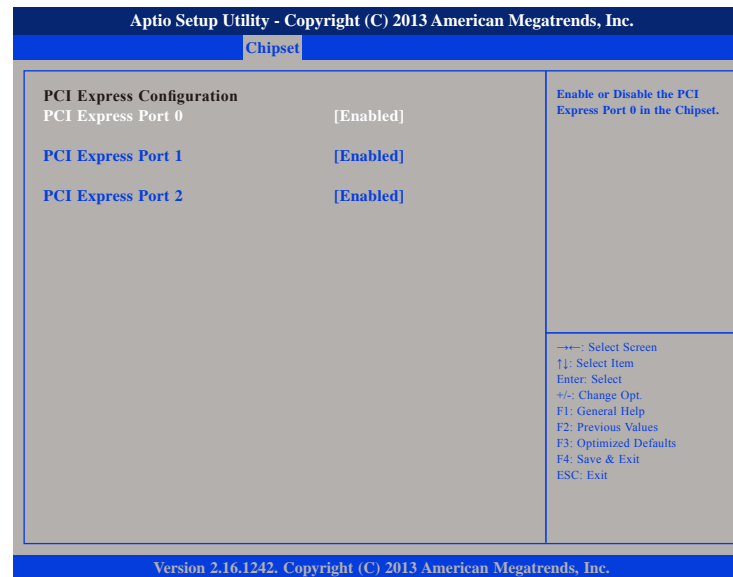 Aptio Setup Utility - Copyright (C) 2013 American Megatrends, Inc.
Chipset
PCI Express Configuration
PCI Express Port 0 [Enabled]
PCI Express Port 1 [Enabled]
PCI Express Port 2 [Enabled]
Enable or Disable the PCI
Express Port 0 in the Chipset.
→←: Select Screen
↑↓: Select Item
Enter: Select
+/-: Change Opt.
F1: General Help
F2: Previous Values
F3: Optimized Defaults
F4: Save & Exit
ESC: Exit
Version 2.16.1242. Copyright (C) 2013 American Megatrends, Inc.